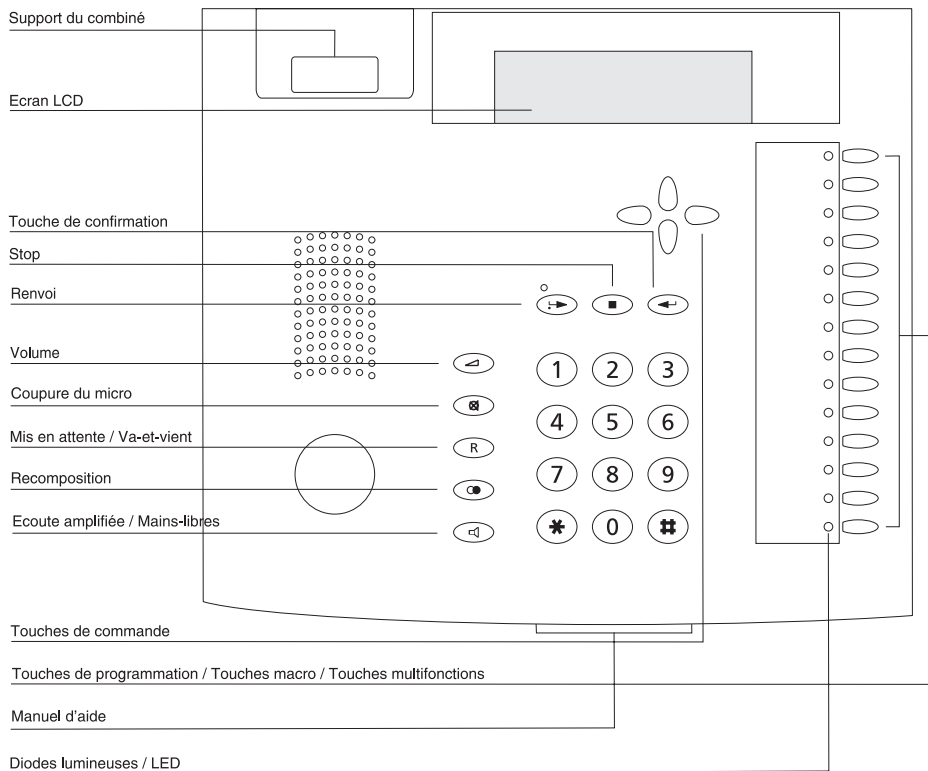 Support du combiné
Ecran LCD
Touche de confirmation
Stop
Renvoi
Volume
1 2 3
Coupure du micro
4 5 6
Mis en attente / Va-et-vient
R
7 8 9
Recomposition
Ecoute amplifiée / Mains-libres
* 0 #
Touches de commande
Touches de programmation / Touches macro / Touches multifonctions
Manuel d'aide
Diodes lumineuses / LED